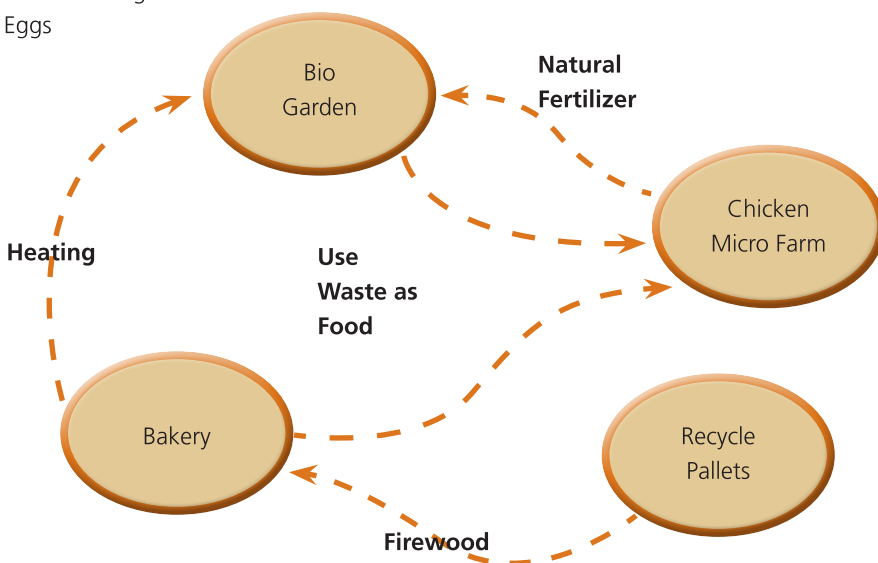 Eggs
Bio
Garden
Natural
Fertilizer
Chicken
Micro Farm
Heating
Use
Waste as
Food
Bakery
Recycle
Pallets
Firewood